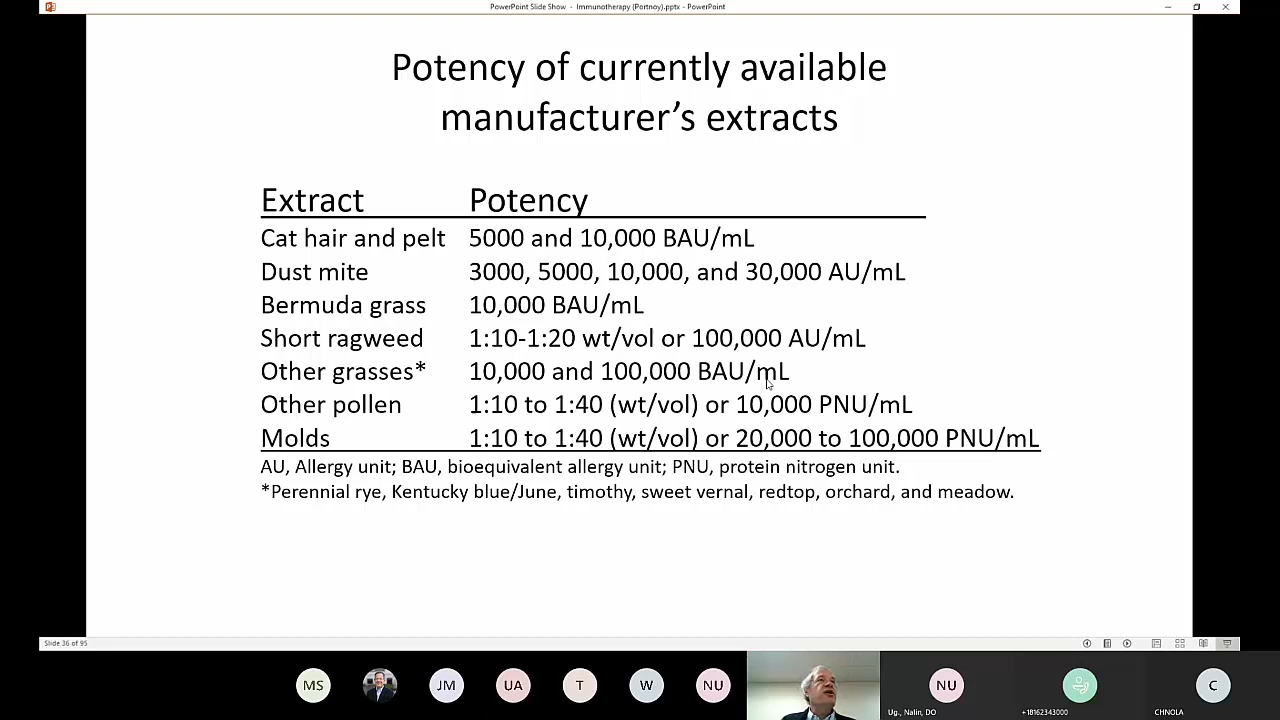 PowerPoint Slide Show - Immunotherapy (Portnoy).pptx - PowerPoint
Potency of currently available
manufacturer's extracts
Extract Potency
Cat hair and pelt 5000 and 10,000 BAU/mL
Dust mite 3000, 5000, 10,000, and 30,000 AU/mL
Bermuda grass 10,000 BAU/mL
Short ragweed 1:10-1:20 wt/vol or 100,000 AU/mL
Other grasses* 10,000 and 100,000 BAU/mL
Other pollen 1:10 to 1:40 (wt/vol) or 10,000 PNU/mL
Molds 1:10 to 1:40 (wt/vol) or 20,000 to 100,000 PNU/mL
AU, Allergy unit; BAU, bioequivalent allergy unit; PNU, protein nitrogen unit.
*Perennial rye, Kentucky blue/June, timothy, sweet vernal, redtop, orchard, and meadow.
Slide 36 of 95
MS JM UA T W NU NU C
Ug., Nalin, DO +18162343000 CHNOLA